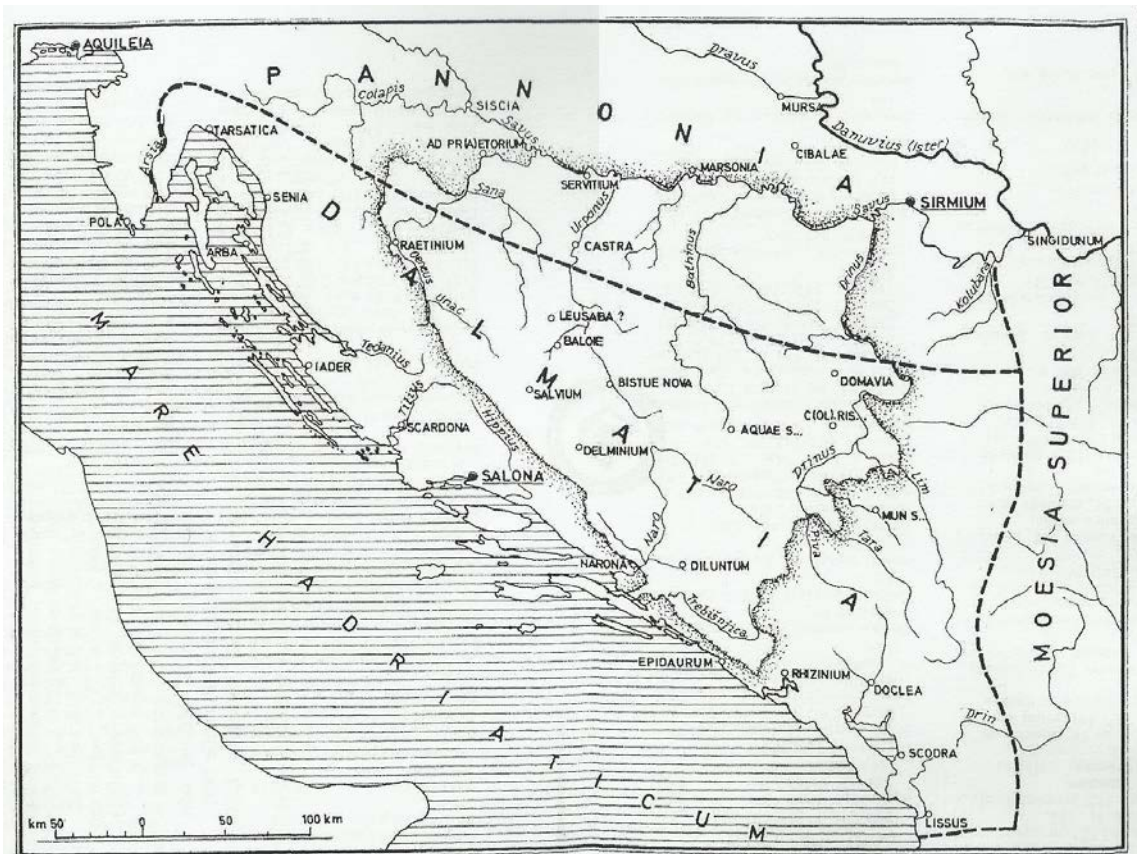 AQUILEIA
PANNONIA
Colapis
SISCIA
Savus
Dravus
MURSA
Danuvius (Ister)
TARSATICA
Arsia
AD PR(A)ETORIUM
CIBALAE
MARSONIA
SERVITIUM
Sana
Urpanus
Savus
SIRMIUM
SENIA
POLA
ARBA
RAETINIUM
CASTRA
Bathinus
Drinus
SINGIDUNUM
Kolubara
DALMATIA
Unac
LEUSABA ?
BALOIE
Tedanius
IADER
SALVIUM
BISTUE NOVA
DOMAVIA
Titius
SCARDONA
Hippius
AQUAE S...
C(OL). RIS...
DELMINIUM
SALONA
Naro
Drinus
Lim
MUN S...
Tara
MOESIA SUPERIOR
MARE HADRIATICUM
Naro
NARONA
DILUNTUM
Piva
Trebišnjica
EPIDAURUM
RHIZINIUM
DOCLEA
Drin
SCODRA
LISSUS
km 50 0 50 100 km